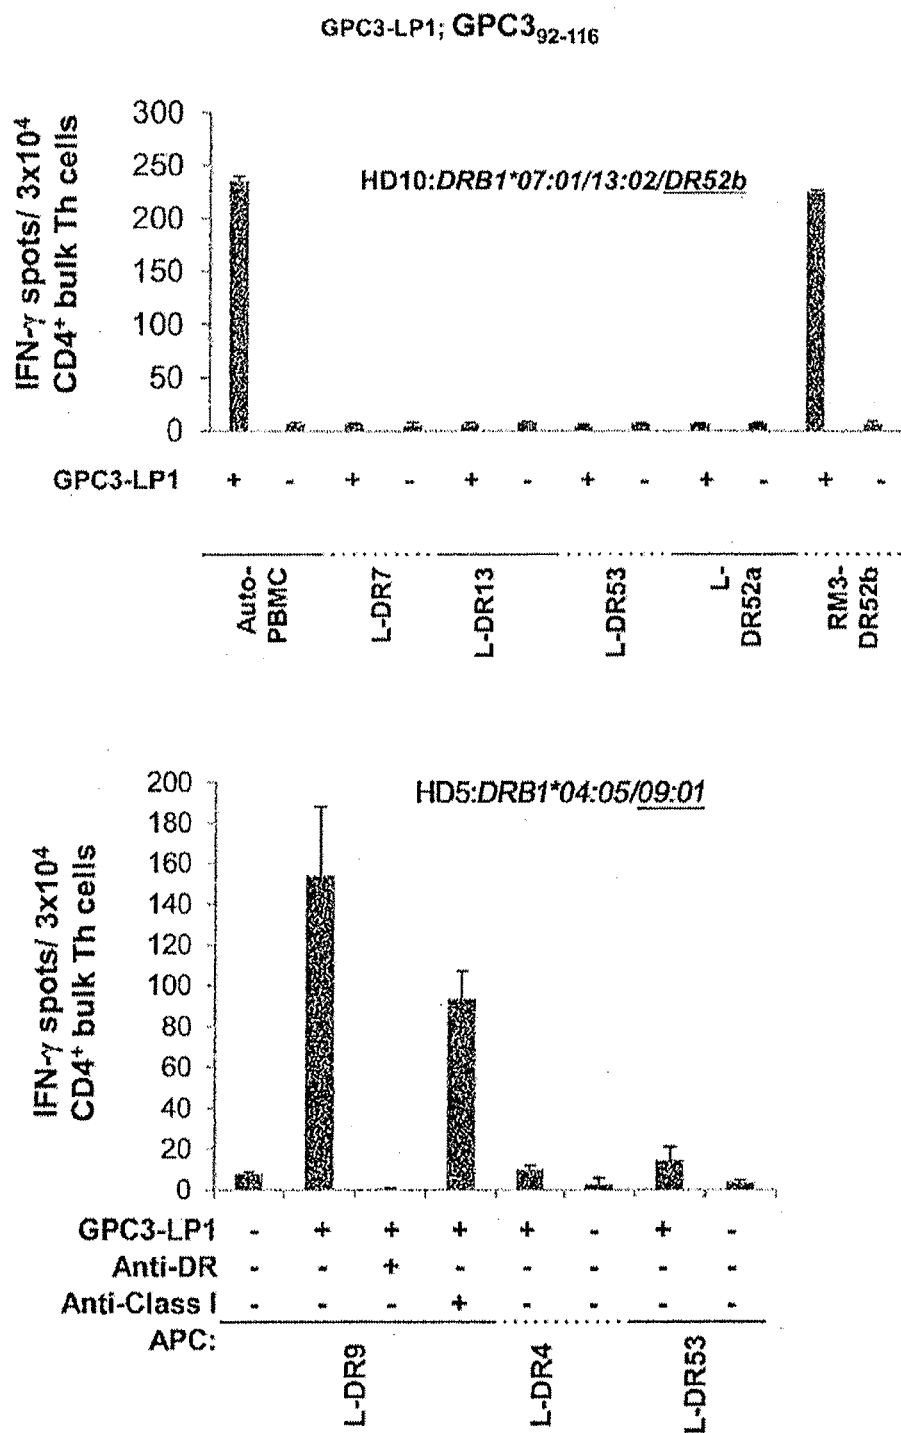 GPC3-LP1; GPC3₉₂₋₁₁₆
IFN-γ spots/ 3x10⁴
CD4⁺ bulk Th cells
300
250
200
150
100
50
0
HD10:DRB1*07:01/13:02/DR52b
GPC3-LP1 + - + - + - + - + - + -
Auto-
PBMC
L-DR7
L-DR13
L-DR53
L-
DR52a
RM3-
DR52b
IFN-γ spots/ 3x10⁴
CD4⁺ bulk Th cells
200
180
160
140
120
100
80
60
40
20
0
HD5:DRB1*04:05/09:01
GPC3-LP1 - + + + + - + -
Anti-DR - - + - - - - -
Anti-Class I - - - + - - - -
APC:
L-DR9
L-DR4
L-DR53